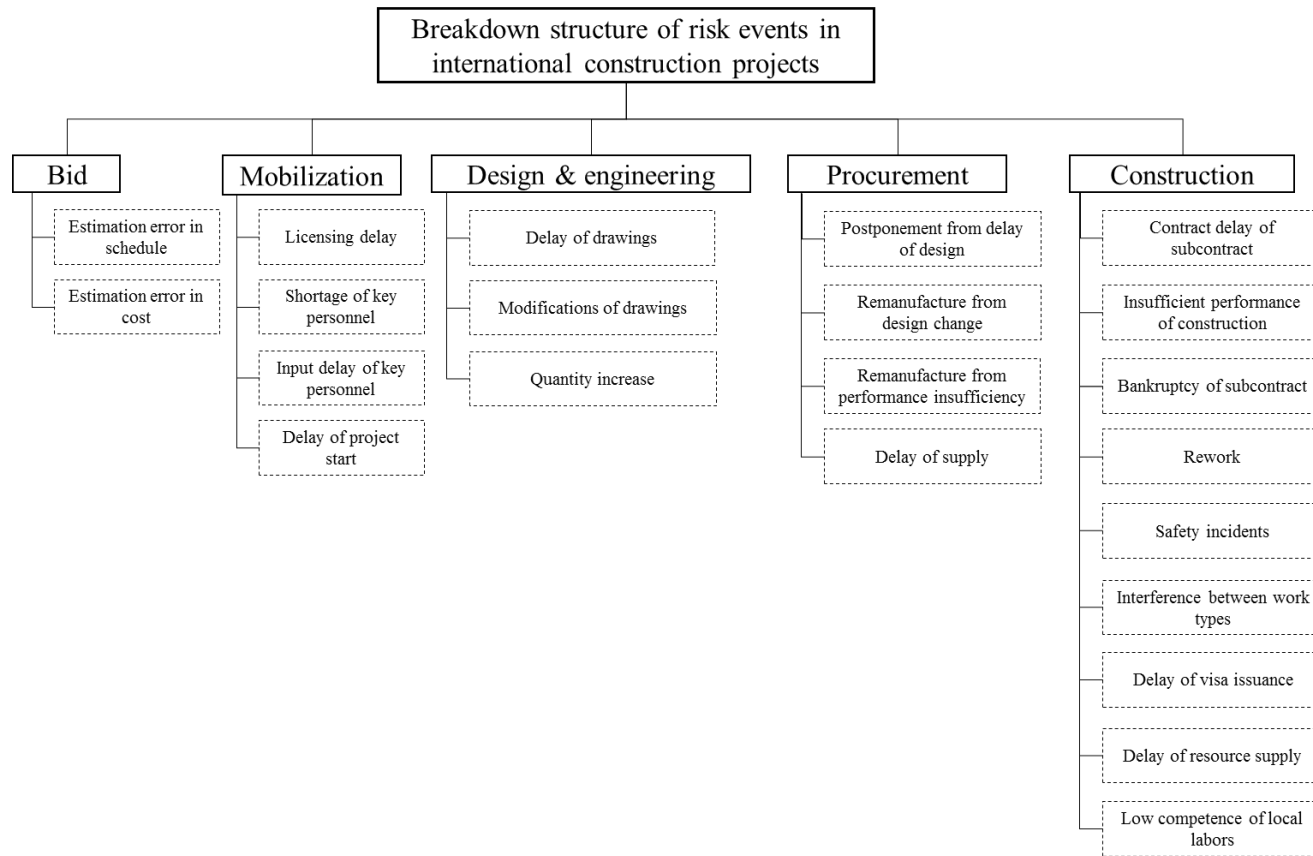 Breakdown structure of risk events in
international construction projects
Bid
Estimation error in
schedule
Estimation error in
cost
Mobilization
Licensing delay
Shortage of key
personnel
Input delay of key
personnel
Delay of project
start
Design & engineering
Delay of drawings
Modifications of drawings
Quantity increase
Procurement
Postponement from delay
of design
Remanufacture from
design change
Remanufacture from
performance insufficiency
Delay of supply
Construction
Contract delay of
subcontract
Insufficient performance
of construction
Bankruptcy of subcontract
Rework
Safety incidents
Interference between work
types
Delay of visa issuance
Delay of resource supply
Low competence of local
labors